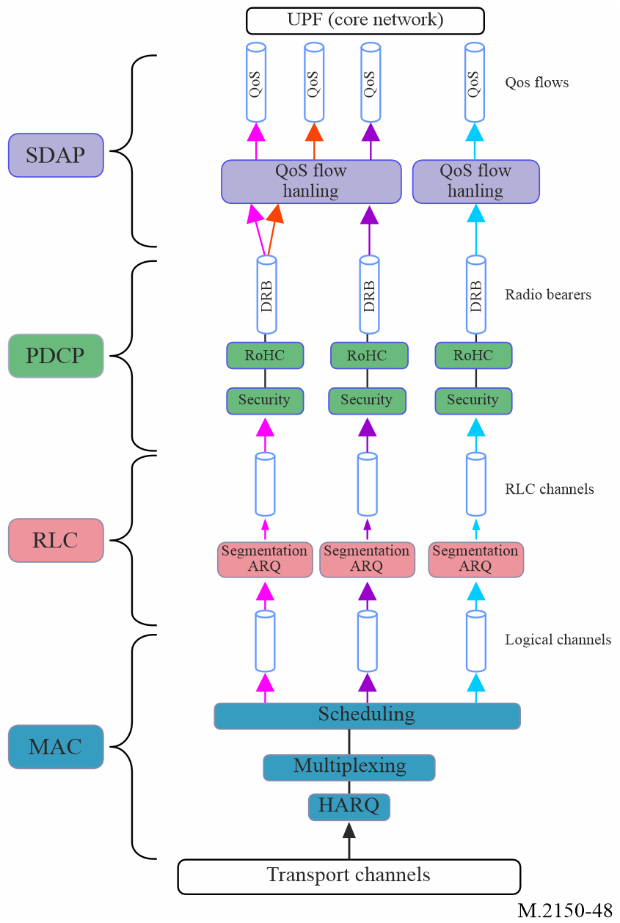 UPF (core network)
QoS
QoS
QoS
QoS
Qos flows
SDAP
QoS flow
hanling
QoS flow
hanling
DRB
DRB
DRB
Radio bearers
PDCP
RoHC
RoHC
RoHC
Security
Security
Security
RLC channels
RLC
Segmentation
ARQ
Segmentation
ARQ
Segmentation
ARQ
Logical channels
MAC
Scheduling
Multiplexing
HARQ
Transport channels
M.2150-48